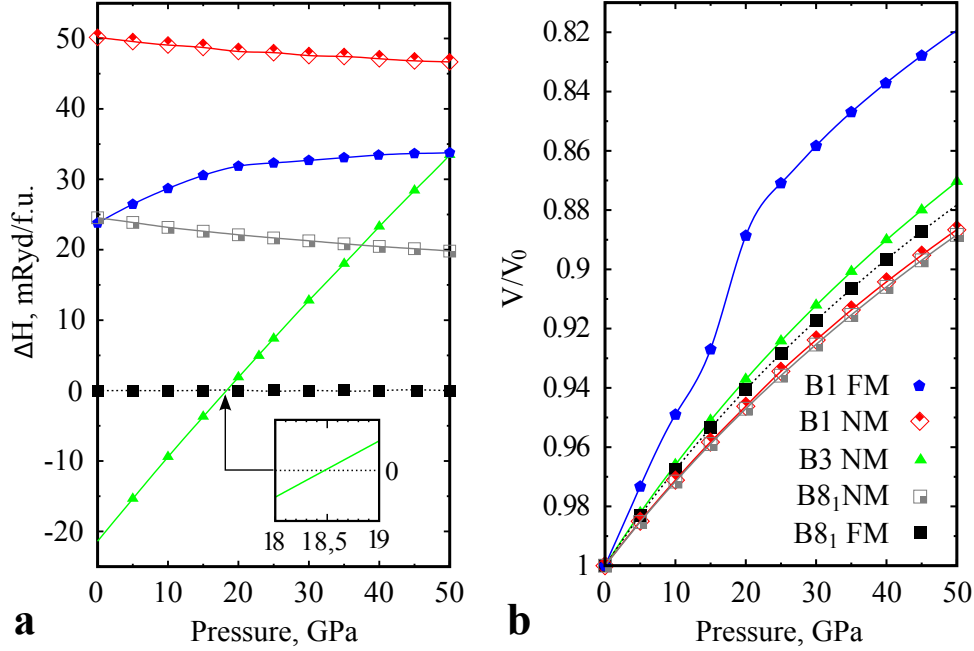 50
40
30
20
10
0
-10
-20
ΔH, mRyd/f.u.
0
18
18,5
19
0 10 20 30 40 50
Pressure, GPa
a
0.82
0.84
0.86
0.88
0.9
0.92
0.94
0.96
0.98
1
V/V₀
B1 FM
B1 NM
B3 NM
B8₁NM
B8₁ FM
0 10 20 30 40 50
Pressure, GPa
b